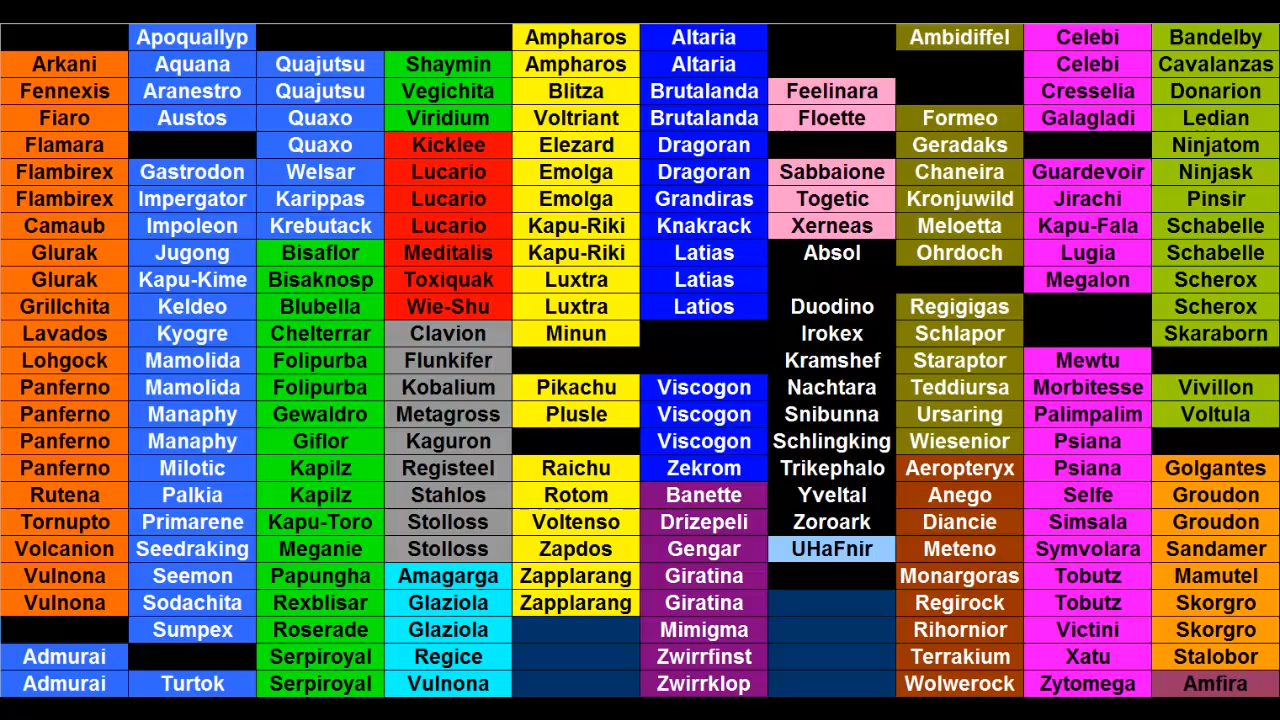 Apoquallyp Ampharos Altaria Ambidiffel Celebi Bandelby
Arkani Aquana Quajutsu Shaymin Ampharos Altaria Celebi Cavalanzas
Fennexis Aranestro Quajutsu Vegichita Blitza Brutalanda Feelinara Cresselia Donarion
Fiaro Austos Quaxo Viridium Voltriant Brutalanda Floette Formeo Galagladi Ledian
Flamara Quaxo Kicklee Elezard Dragoran Geradaks Ninjatom
Flambirex Gastrodon Welsar Lucario Emolga Dragoran Sabbaione Chaneira Guardevoir Ninjask
Flambirex Impergator Karippas Lucario Emolga Grandiras Togetic Kronjuwild Jirachi Pinsir
Camaub Impoleon Krebutack Lucario Kapu-Riki Knakrack Xerneas Meloetta Kapu-Fala Schabelle
Glurak Jugong Bisaflor Meditalis Kapu-Riki Latias Absol Ohrdoch Lugia Schabelle
Glurak Kapu-Kime Bisaknosp Toxiquak Luxtra Latias Megalon Scherox
Grillchita Keldeo Blubella Wie-Shu Luxtra Latios Duodino Regigigas Scherox
Lavados Kyogre Chelterrar Clavion Minun Irokex Schlapor Skaraborn
Lohgock Mamolida Folipurba Flunkifer Kramshef Staraptor Mewtu
Panferno Mamolida Folipurba Kobalium Pikachu Viscogon Nachtara Teddiursa Morbitesse Vivillon
Panferno Manaphy Gewaldro Metagross Plusle Viscogon Snibunna Ursaring Palimpalim Voltula
Panferno Manaphy Giflor Kaguron Viscogon Schlingking Wiesenior Psiana
Panferno Milotic Kapilz Registeel Raichu Zekrom Trikephalo Aeropteryx Psiana Golgantes
Rutena Palkia Kapilz Stahlos Rotom Banette Yveltal Anego Selfe Groudon
Tornupto Primarene Kapu-Toro Stolloss Voltenso Drizepeli Zoroark Diancie Simsala Groudon
Volcanion Seedraking Meganie Stolloss Zapdos Gengar UHaFnir Meteno Symvolara Sandamer
Vulnona Seemon Papungha Amagarga Zapplarang Giratina Monargoras Tobutz Mamutel
Vulnona Sodachita Rexblisar Glaziola Zapplarang Giratina Regirock Tobutz Skorgro
Sumpex Roserade Glaziola Mimigma Rihornior Victini Skorgro
Admurai Serpiroyal Regice Zwirrfinst Terrakium Xatu Stalobor
Admurai Turtok Serpiroyal Vulnona Zwirrklop Wolwerock Zytomega Amfira